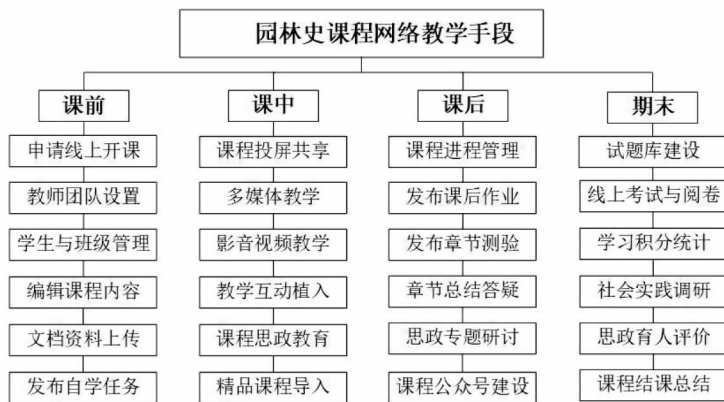 园林史课程网络教学手段
课前
申请线上开课
教师团队设置
学生与班级管理
编辑课程内容
文档资料上传
发布自学任务
课中
课程投屏共享
多媒体教学
影音视频教学
教学互动植入
课程思政教育
精品课程导入
课后
课程进程管理
发布课后作业
发布章节测验
章节总结答疑
思政专题研讨
课程公众号建设
期末
试题库建设
线上考试与阅卷
学习积分统计
社会实践调研
思政育人评价
课程结课总结